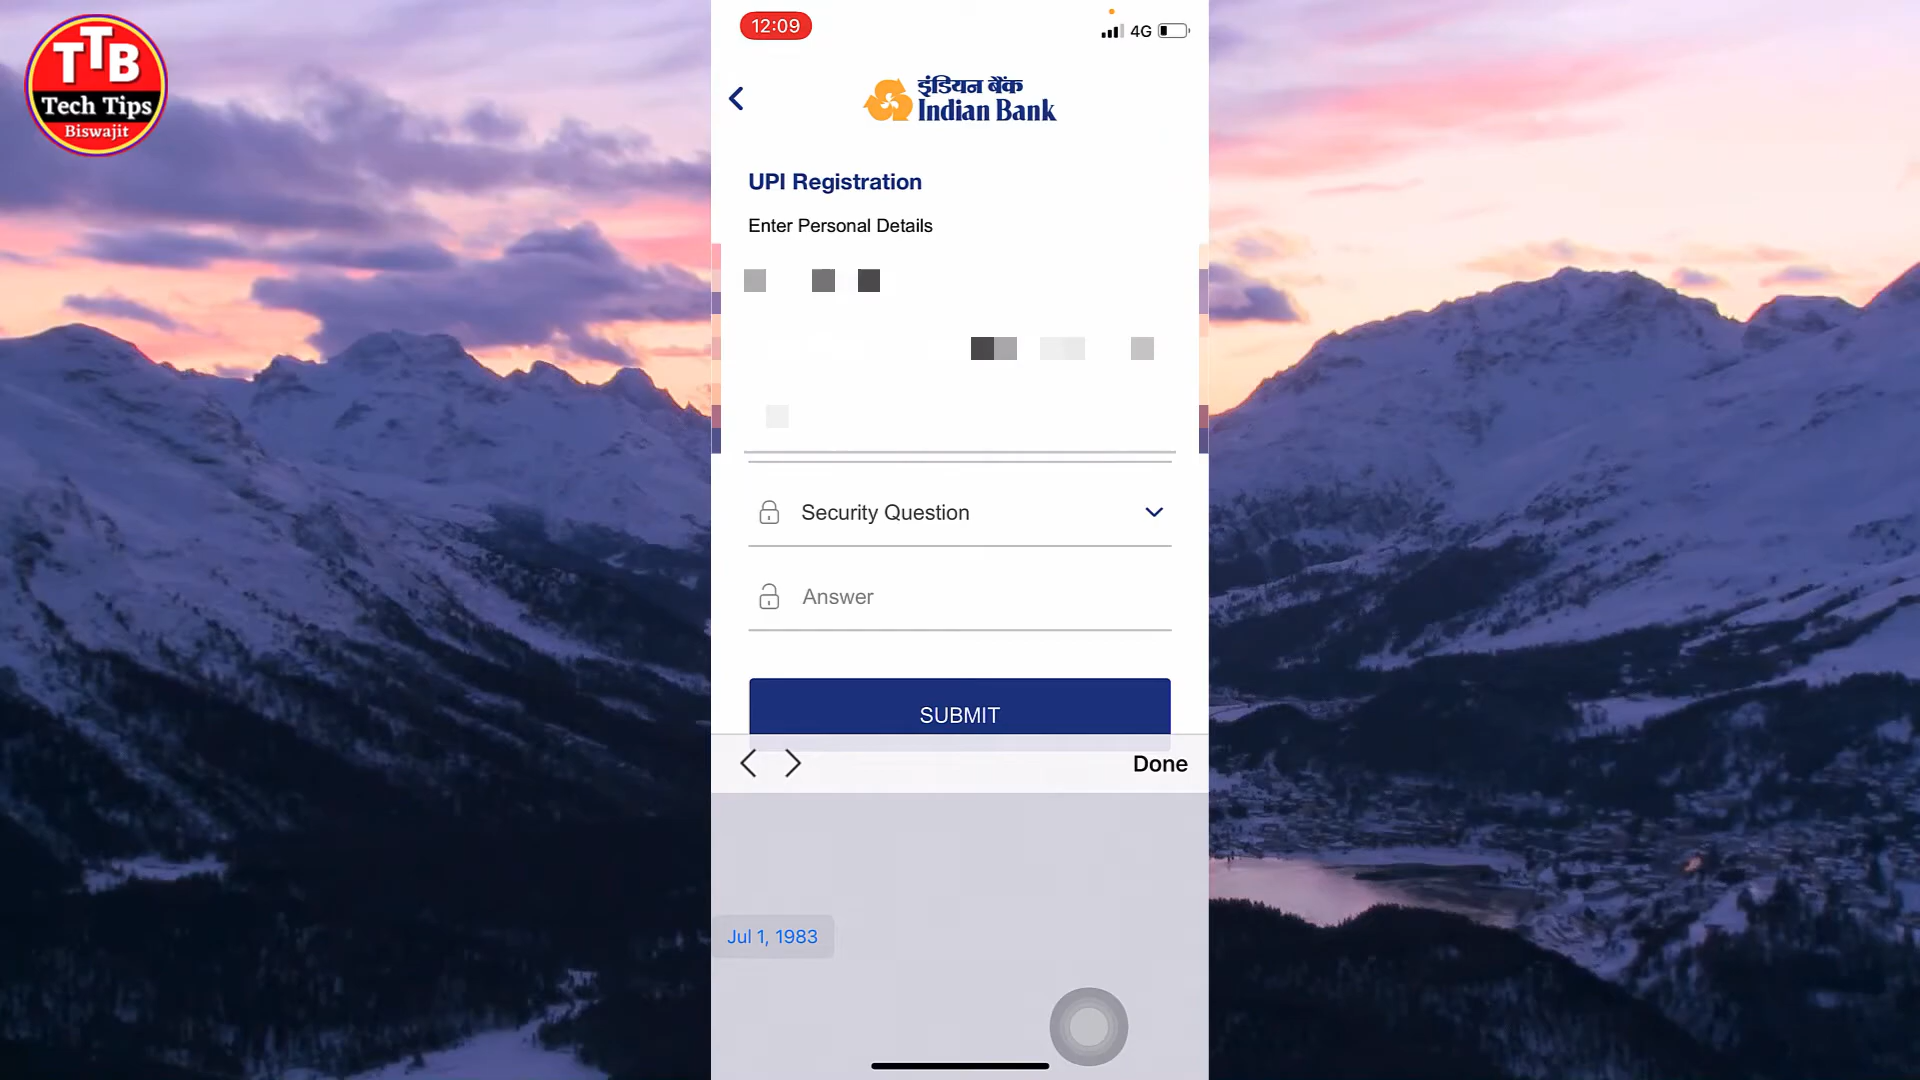 TTB
Tech Tips
Biswajit
12:09
4G
इंडियन बैंक
Indian Bank
UPI Registration
Enter Personal Details
Security Question
Answer
SUBMIT
Done
Jul 1, 1983